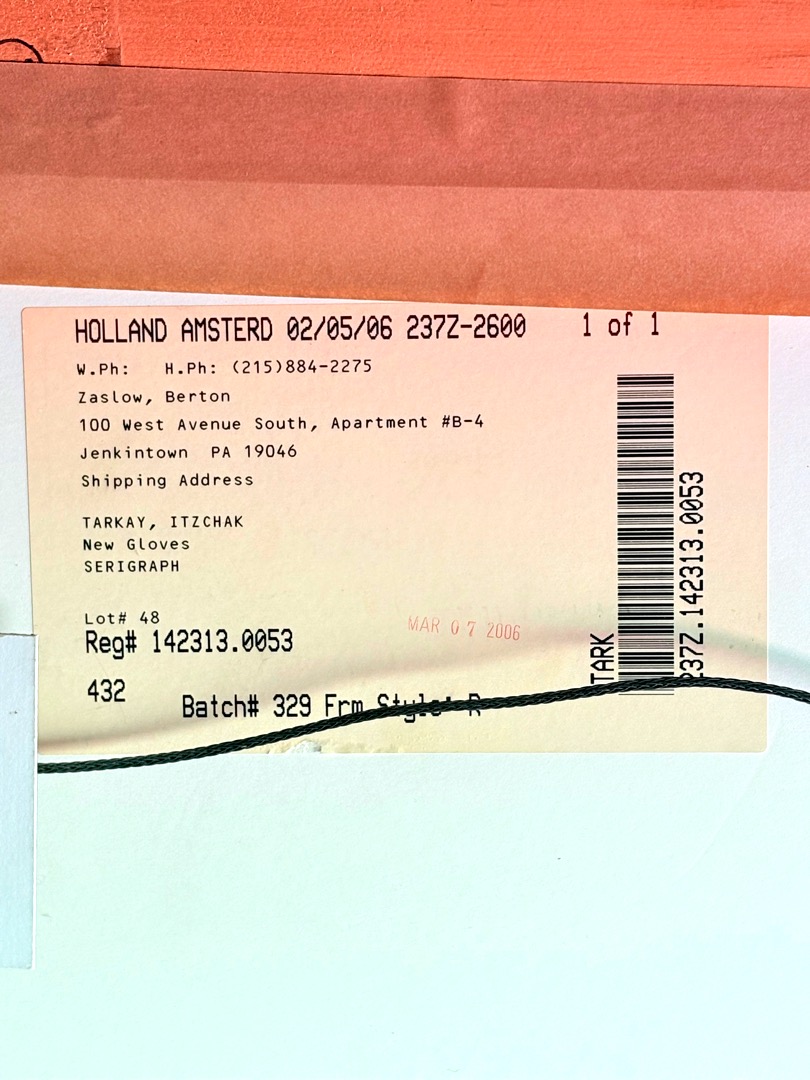 HOLLAND AMSTERD 02/05/06 237Z-2600 1 of 1
W.Ph: H.Ph: (215)884-2275
Zaslow, Berton
100 West Avenue South, Apartment #B-4
Jenkintown PA 19046
Shipping Address
TARKAY, ITZCHAK
New Gloves
SERIGRAPH
Lot# 48
Reg# 142313.0053
MAR 07 2006
432
Batch# 329 Frm Style: R
TARK
237Z.142313.0053